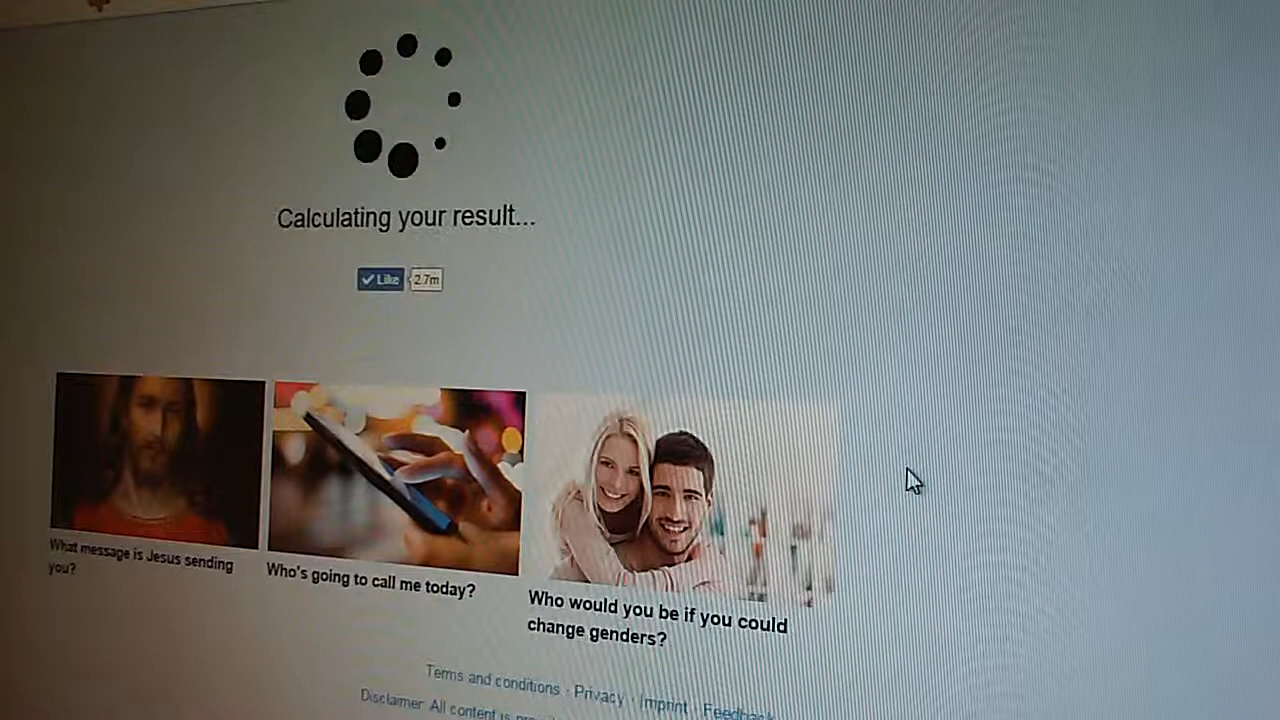 Calculating your result...
Like 2.7m
What message is Jesus sending
you?
Who's going to call me today?
Who would you be if you could
change genders?
Terms and conditions · Privacy · Imprint · Feedback
Disclaimer: All content is